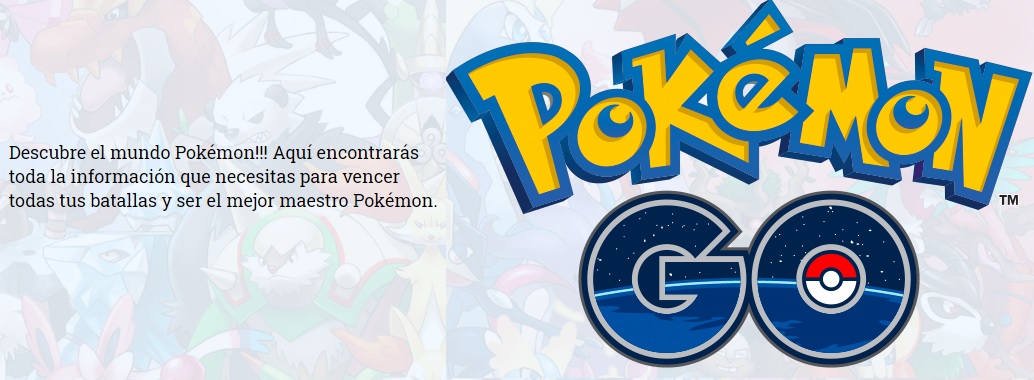 Descubre el mundo Pokémon!!! Aquí encontrarás
toda la información que necesitas para vencer
todas tus batallas y ser el mejor maestro Pokémon.
POKéMON
TM
GO